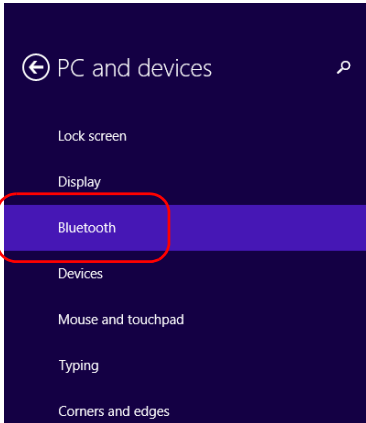 PC and devices
Lock screen
Display
Bluetooth
Devices
Mouse and touchpad
Typing
Corners and edges